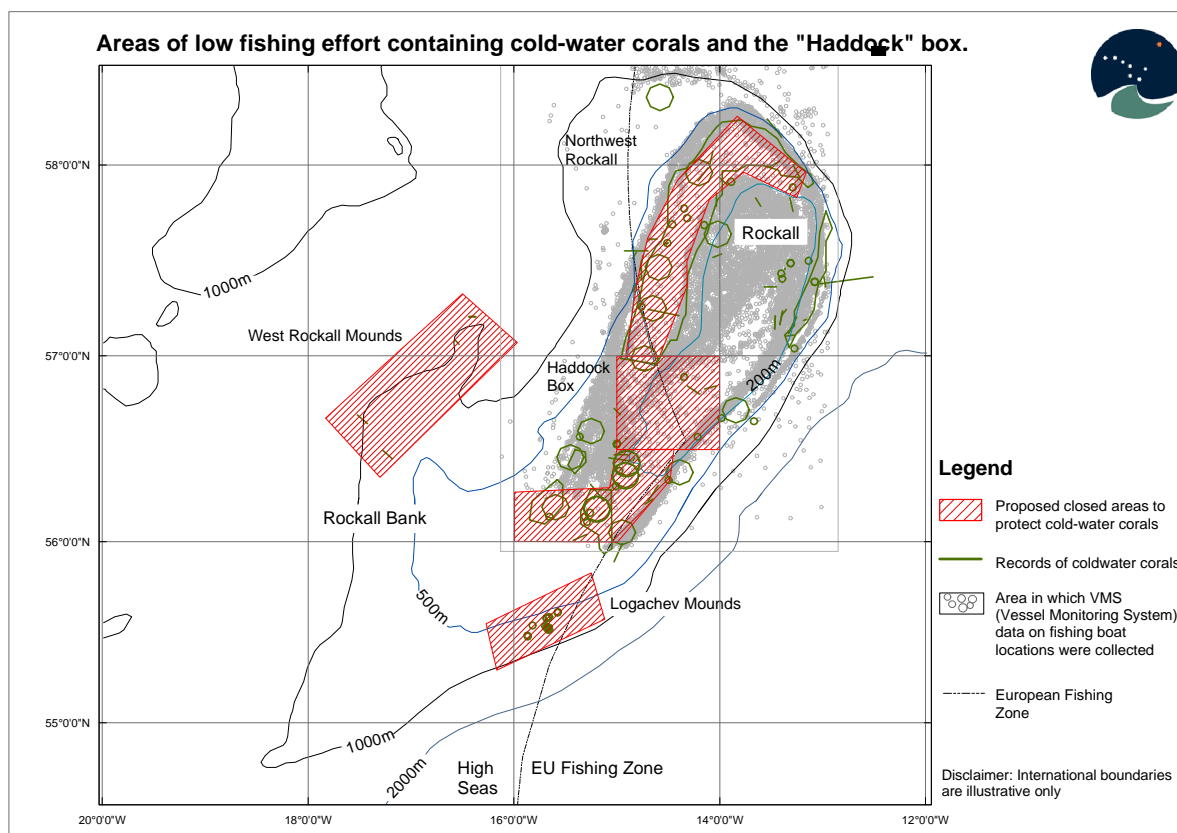 Areas of low fishing effort containing cold-water corals and the "Haddock" box.
58°0'0"N
57°0'0"N
56°0'0"N
55°0'0"N
Northwest
Rockall
Rockall
1000m
West Rockall Mounds
Haddock
Box
200m
Rockall Bank
500m
Logachev Mounds
1000m
2000m
High
Seas
EU Fishing Zone
20°0'0"W
18°0'0"W
16°0'0"W
14°0'0"W
12°0'0"W
Legend
Proposed closed areas to
protect cold-water corals
Records of coldwater corals
Area in which VMS
(Vessel Monitoring System)
data on fishing boat
locations were collected
European Fishing
Zone
Disclaimer: International boundaries
are illustrative only